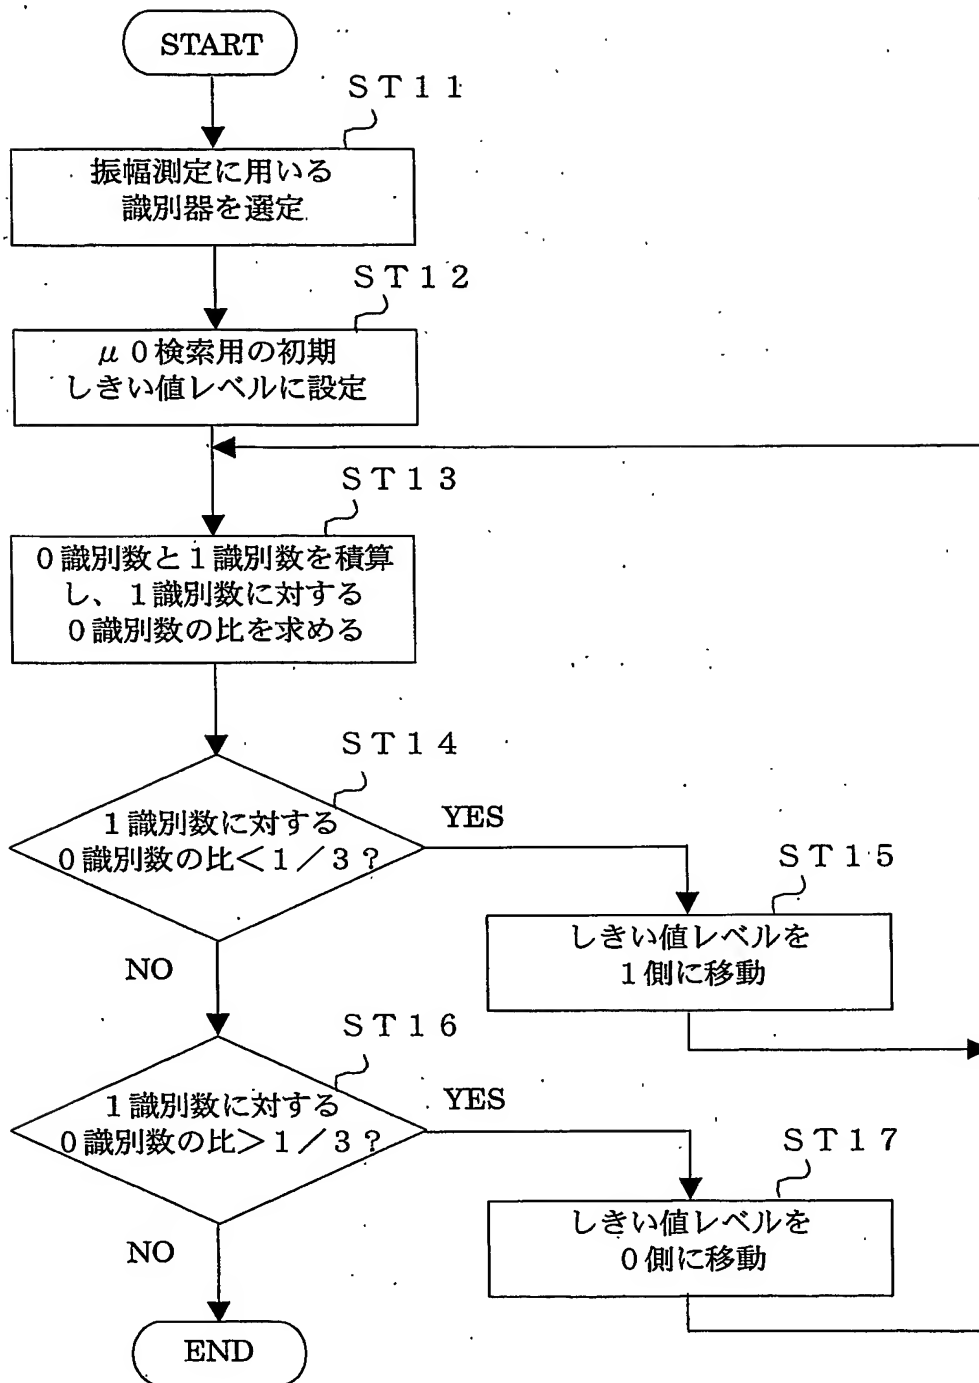 START
ST11
振幅測定に用いる
識別器を選定
ST12
μ0検索用の初期
しきい値レベルに設定
ST13
0識別数と1識別数を積算
し、1識別数に対する
0識別数の比を求める
ST14
1識別数に対する
0識別数の比<1/3?
YES
ST15
しきい値レベルを
1側に移動
NO
ST16
1識別数に対する
0識別数の比>1/3?
YES
ST17
しきい値レベルを
0側に移動
NO
END